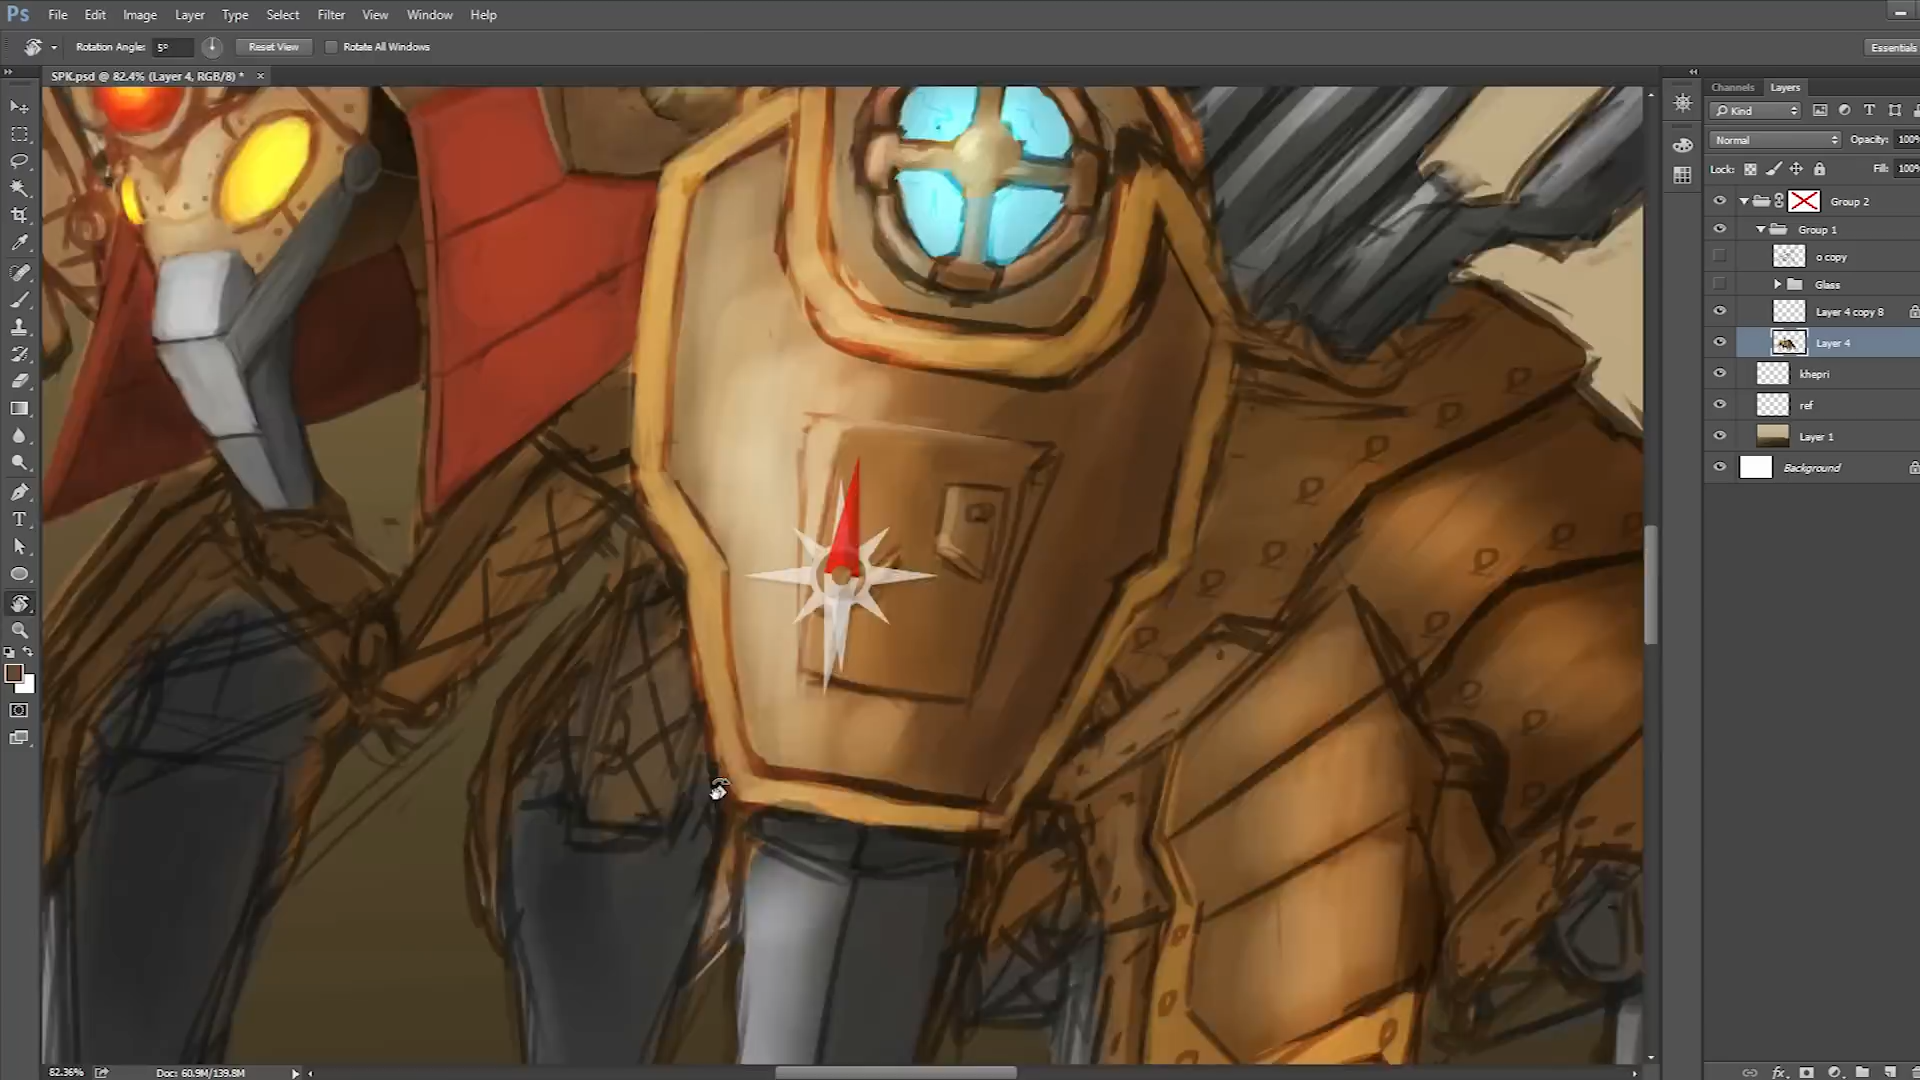 Ps File Edit Image Layer Type Select Filter View Window Help
Rotation Angle: 5° Reset View Rotate All Windows Essentials
SPK.psd @ 82.4% (Layer 4, RGB/8) * ×
Channels Layers
Kind
Normal Opacity: 100%
Lock: Fill: 100%
Group 2
Group 1
o copy
Glass
Layer 4 copy 8
Layer 4
khepri
ref
Layer 1
Background
82.36% Doc: 60.9M/139.8M